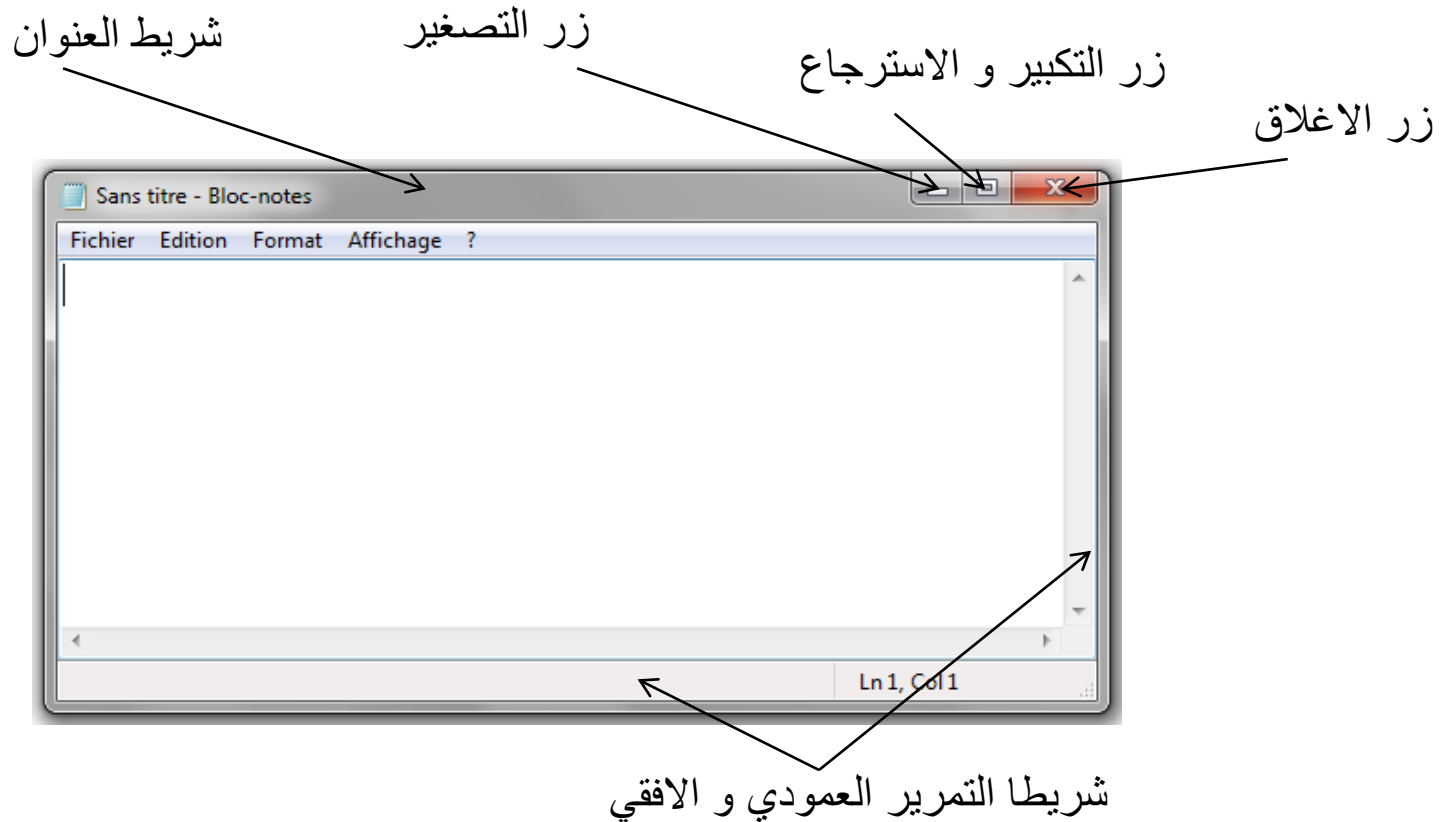 شريط العنوان
زر التصغير
زر التكبير و الاسترجاع
زر الاغلاق
Sans titre - Bloc-notes
Fichier Edition Format Affichage ?
Ln 1, Col 1
شريطا التمرير العمودي و الافقي